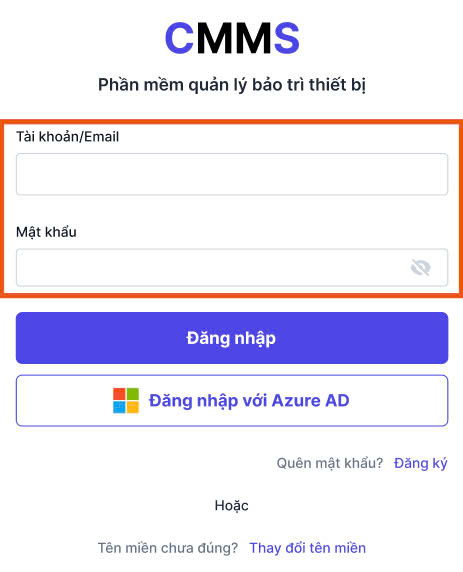 CMMS
Phần mềm quản lý bảo trì thiết bị
Tài khoản/Email
Mật khẩu
Đăng nhập
Đăng nhập với Azure AD
Quên mật khẩu? Đăng ký
Hoặc
Tên miền chưa đúng? Thay đổi tên miền